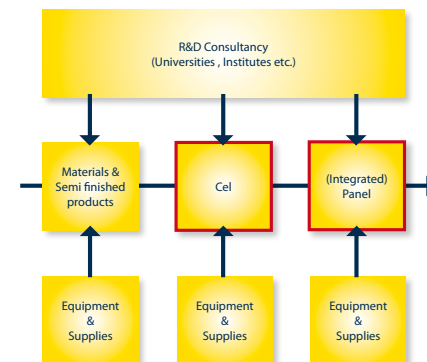 R&D Consultancy
(Universities , Institutes etc.)
Materials &
Semi finished
products
Cel
(Integrated)
Panel
Equipment
&
Supplies
Equipment
&
Supplies
Equipment
&
Supplies